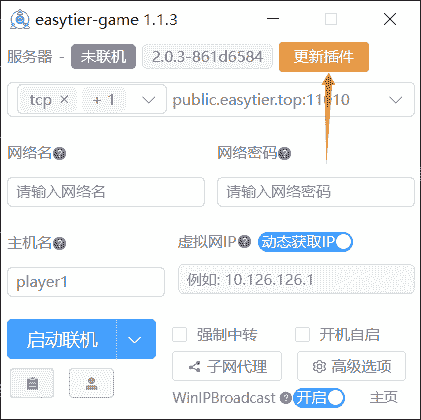 easytier-game 1.1.3
服务器 - 未联机 2.0.3-861d6584 更新插件
tcp × + 1 public.easytier.top:11010
网络名 网络密码
请输入网络名 请输入网络密码
主机名 虚拟网IP 动态获取IP
player1 例如: 10.126.126.1
启动联机 强制中转 开机自启
子网代理 高级选项
WinIPBroadcast 开启 主页